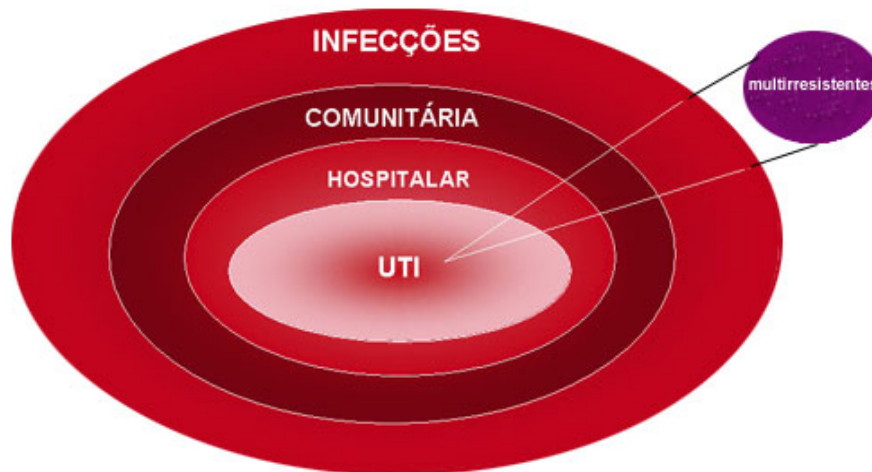 INFECÇÕES
multirresistentes
COMUNITÁRIA
HOSPITALAR
UTI